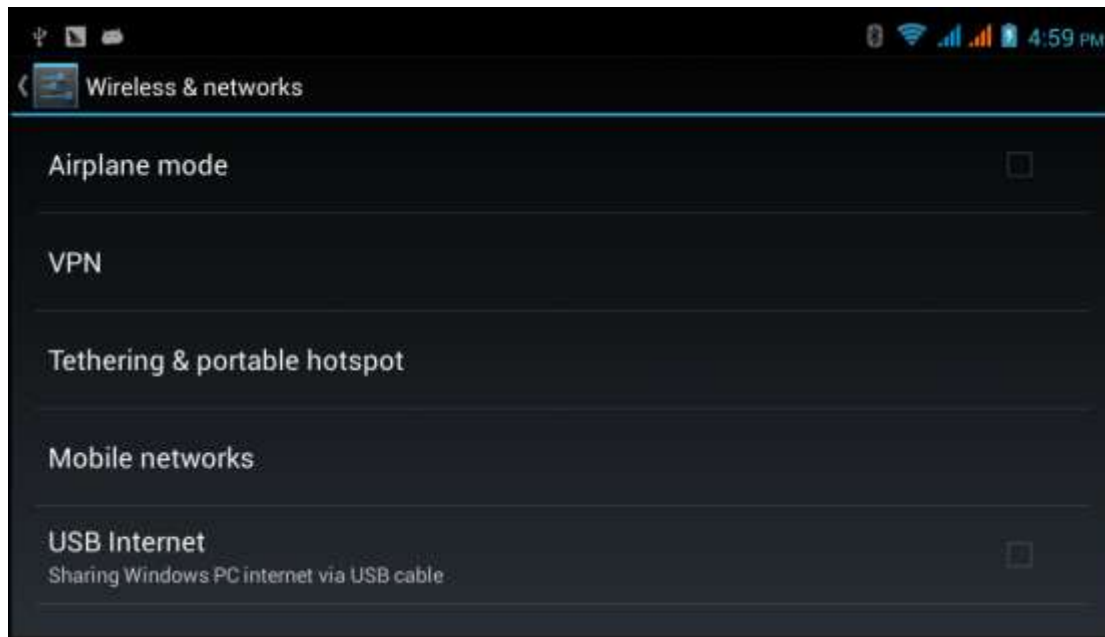 4:59 PM
Wireless & networks
Airplane mode
VPN
Tethering & portable hotspot
Mobile networks
USB Internet
Sharing Windows PC internet via USB cable